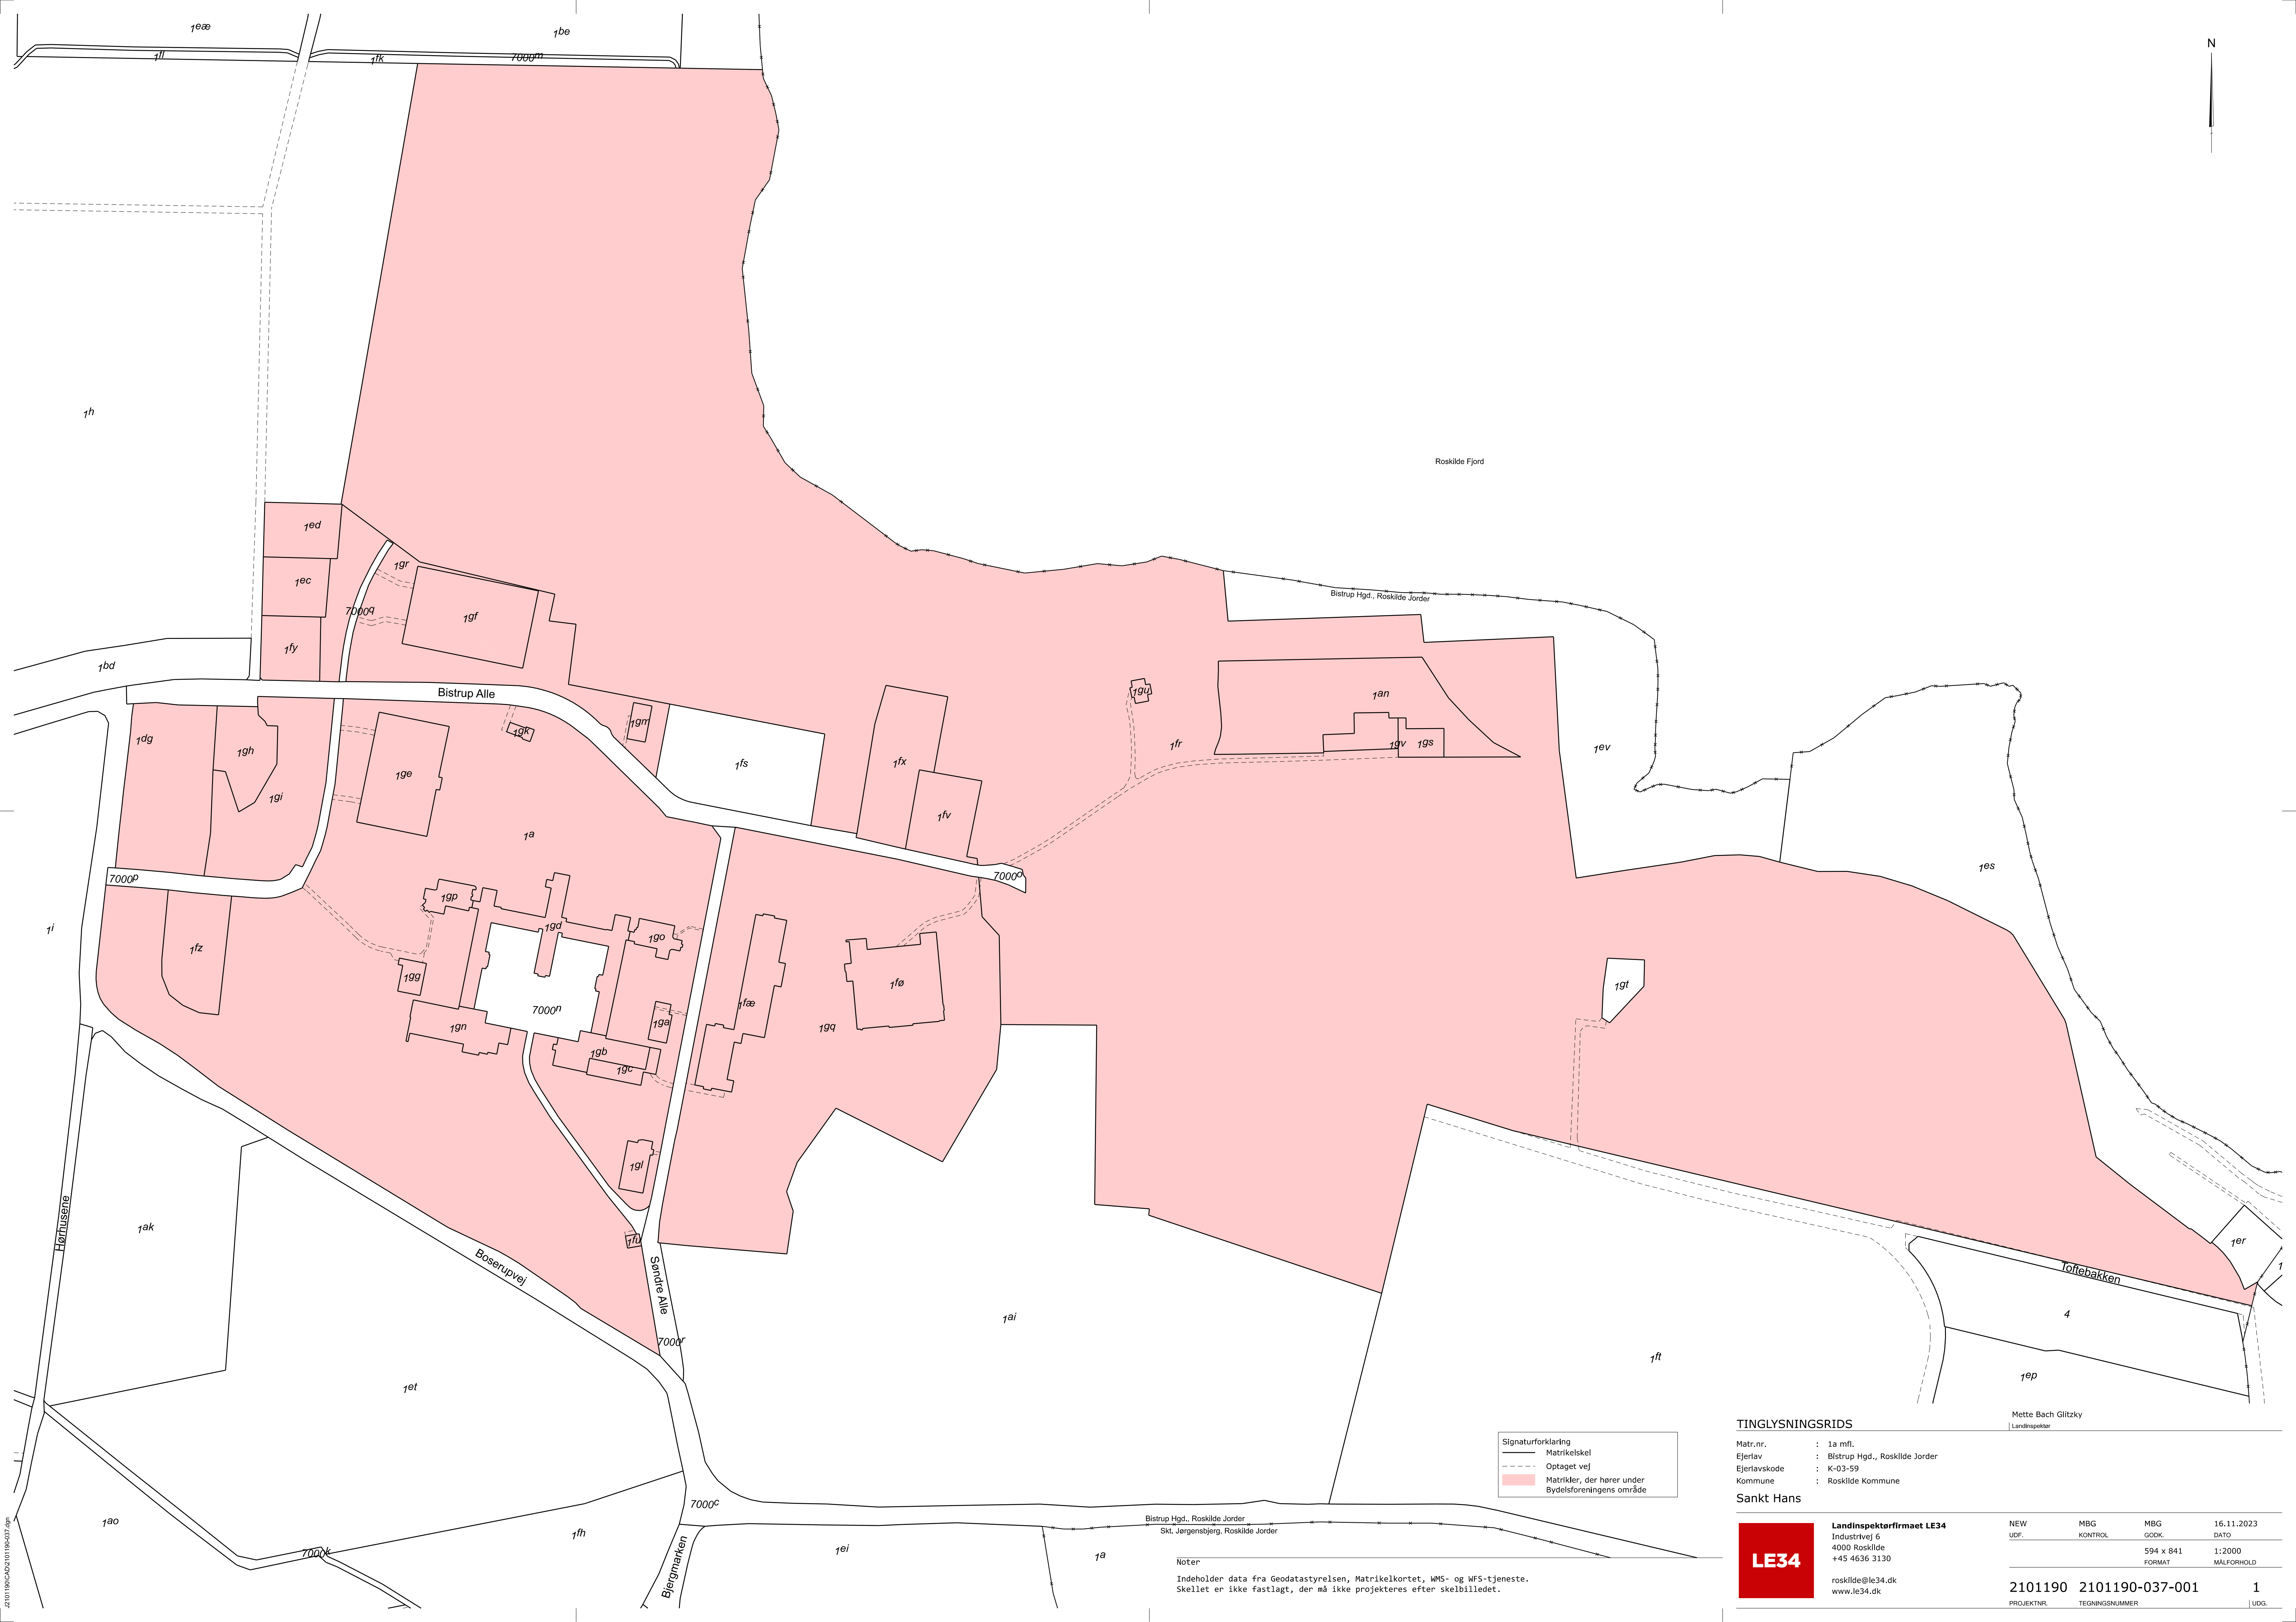 1eæ
1be
1fl
1fk
7000m
N
1h
Roskilde Fjord
1ed
1ec
1gr
7000q
1gf
1fy
Bistrup Hgd., Roskilde Jorder
1bd
Bistrup Alle
1gu
1an
1dg
1gh
1gk
1gm
1fs
1fx
1fr
1gv
1gs
1ev
1ge
1gi
1fv
1a
1es
7000p
7000o
1gp
1gd
1go
1i
1fz
1gg
1fø
1gt
7000n
1fæ
1gn
1ga
1gq
1gb
1gc
1gl
1ak
Hørhusene
1fu
Boserupvej
Søndre Alle
1er
Toftebakken
1
1ai
4
7000r
1ft
1et
1ep
7000c
1ao
1fh
7000k
1ei
1a
Bjergmarken
Bistrup Hgd., Roskilde Jorder
Skt. Jørgensbjerg, Roskilde Jorder
Signaturforklaring
Matrikelskel
Optaget vej
Matrikler, der hører under
Bydelsforeningens område
Noter
Indeholder data fra Geodatastyrelsen, Matrikelkortet, WMS- og WFS-tjeneste.
Skellet er ikke fastlagt, der må ikke projekteres efter skelbilledet.
TINGLYSNINGSRIDS
Mette Bach Glitzky
Landinspektør
Matr.nr. : 1a mfl.
Ejerlav : Bistrup Hgd., Roskilde Jorder
Ejerlavskode : K-03-59
Kommune : Roskilde Kommune
Sankt Hans
LE34
Landinspektørfirmaet LE34
Industrivej 6
4000 Roskilde
+45 4636 3130
roskilde@le34.dk
www.le34.dk
NEW MBG MBG 16.11.2023
UDF. KONTROL GODK. DATO
594 x 841 1:2000
FORMAT MÅLFORHOLD
2101190 2101190-037-001 1
PROJEKTNR. TEGNINGSNUMMER UDG.
J:2101190\CAD\2101190-037.dgn